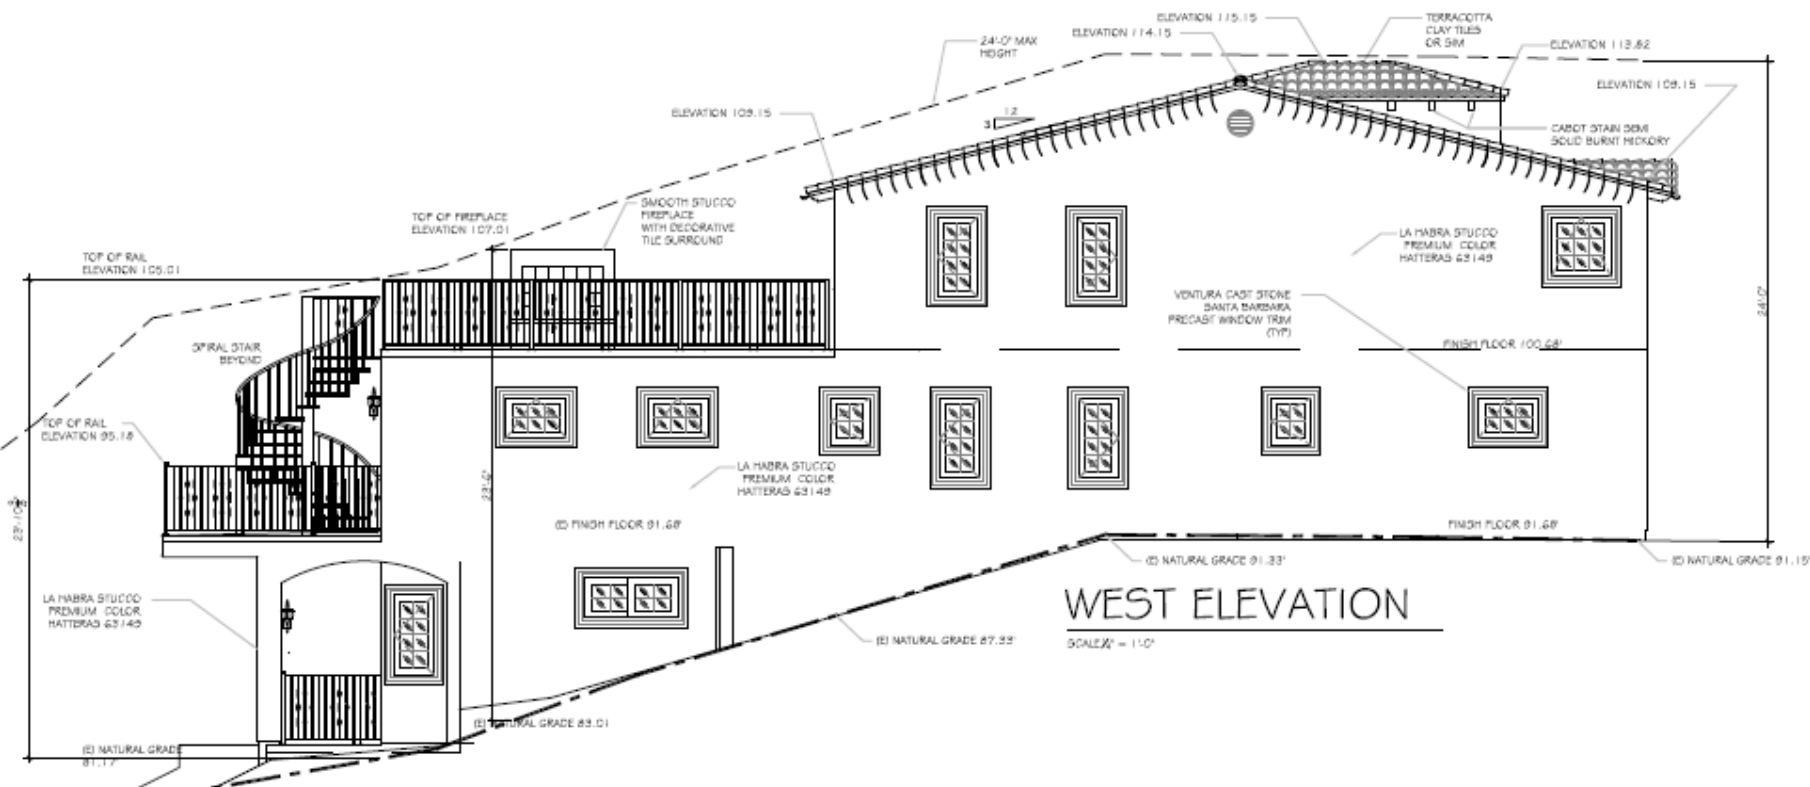 ELEVATION 115.15
TERRACOTTA
CLAY TILES
OR SIM
ELEVATION 114.15
24'-0" MAX
HEIGHT
ELEVATION 113.82
ELEVATION 109.15
ELEVATION 109.15
12
3
CABOT STAIN SEMI
SOLID BURNT HICKORY
TOP OF FIREPLACE
ELEVATION 107.01
SMOOTH STUCCO
FIREPLACE
WITH DECORATIVE
TILE SURROUND
LA HABRA STUCCO
PREMIUM COLOR
HATTERAS 63149
TOP OF RAIL
ELEVATION 105.01
VENTURA CAST STONE
SANTA BARBARA
PRECAST WINDOW TRIM
(TYP)
24'-0"
SPIRAL STAIR
BEYOND
FINISH FLOOR 100.68'
TOP OF RAIL
ELEVATION 95.18
LA HABRA STUCCO
PREMIUM COLOR
HATTERAS 63149
23'-6"
(E) FINISH FLOOR 91.68'
FINISH FLOOR 91.68'
(E) NATURAL GRADE 91.33'
(E) NATURAL GRADE 91.15'
LA HABRA STUCCO
PREMIUM COLOR
HATTERAS 63149
WEST ELEVATION
(E) NATURAL GRADE 87.33'
= 1'-0"
(E) NATURAL GRADE 83.01
(E) NATURAL GRADE
81.17'